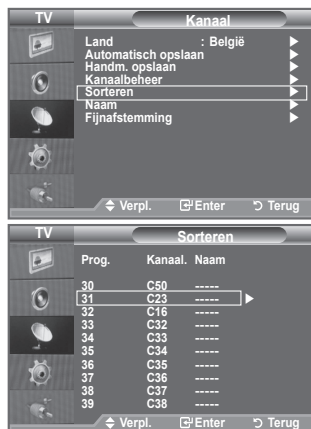 TV Kanaal
Land : België
Automatisch opslaan
Handm. opslaan
Kanaalbeheer
Sorteren
Naam
Fijnafstemming
Verpl. Enter Terug
TV Sorteren
Prog. Kanaal. Naam
30 C50 -----
31 C23 -----
32 C16 -----
33 C32 -----
34 C33 -----
35 C34 -----
36 C35 -----
37 C36 -----
38 C37 -----
39 C38 -----
Verpl. Enter Terug